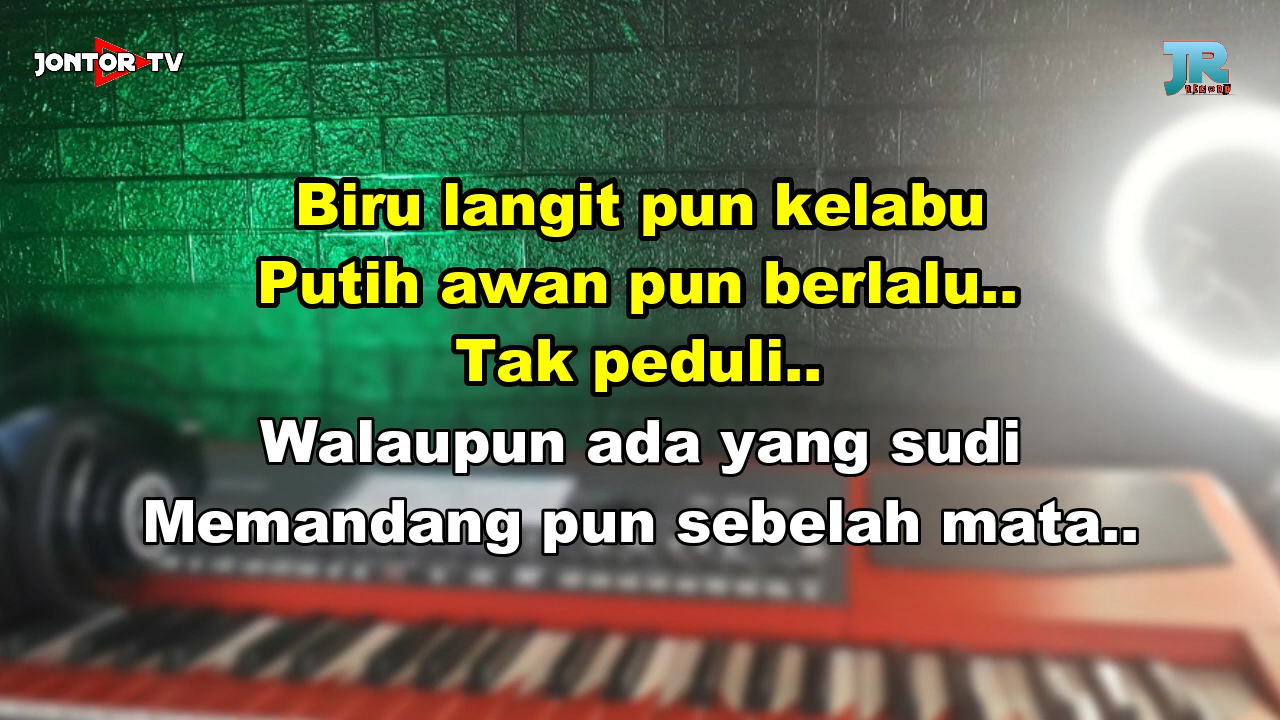 JONTOR TV
JR
Biru langit pun kelabu
Putih awan pun berlalu..
Tak peduli..
Walaupun ada yang sudi
Memandang pun sebelah mata..